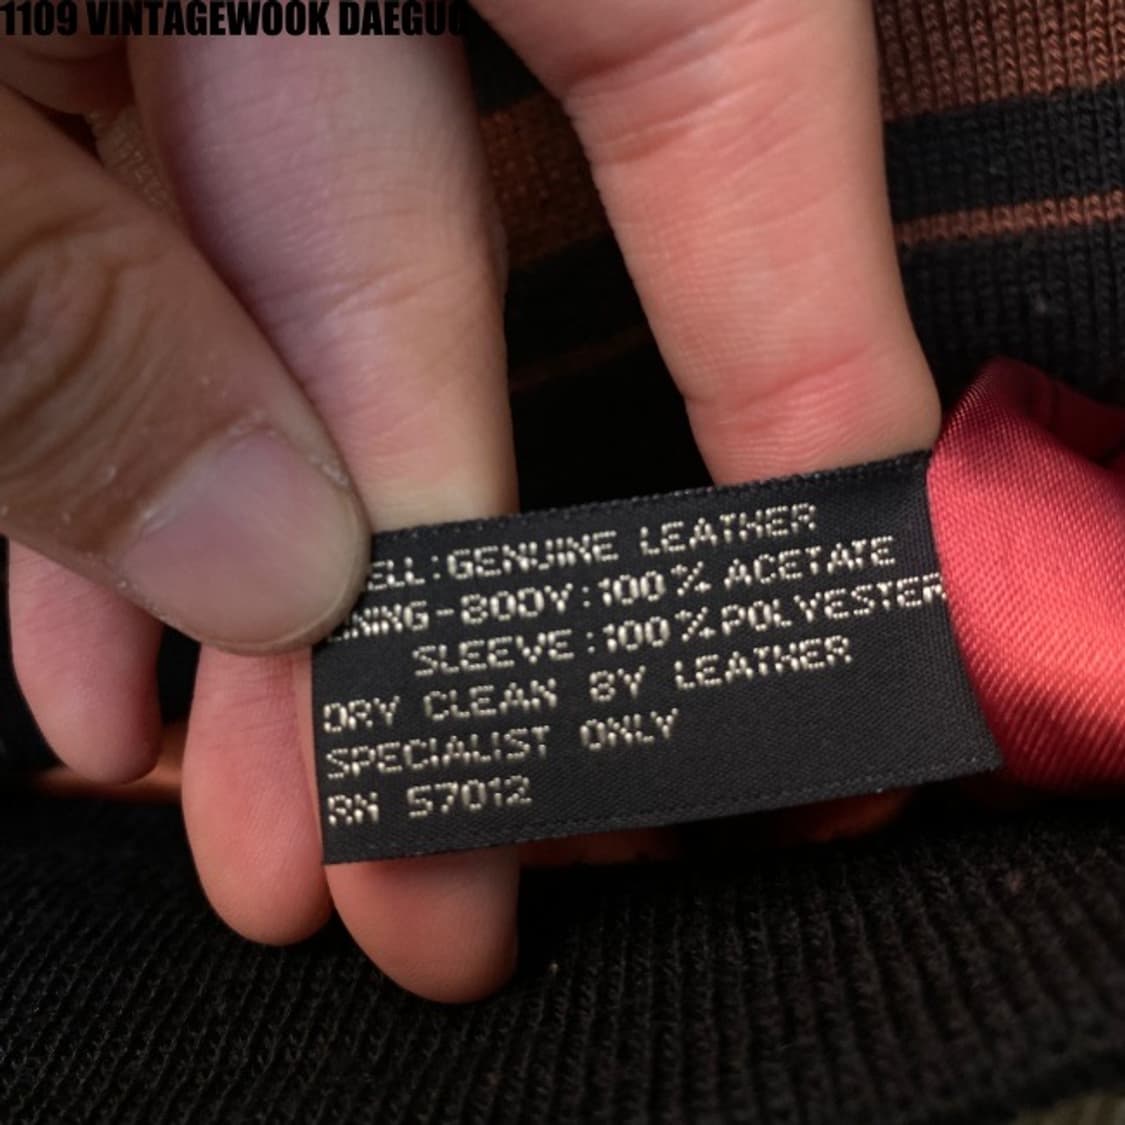 1109 VINTAGEWOOK DAEGUC
ELL:GENUINE LEATHER
NING-BODY:100% ACETATE
SLEEVE:100%POLYESTER
DRY CLEAN BY LEATHER
SPECIALIST ONLY
RN 57012